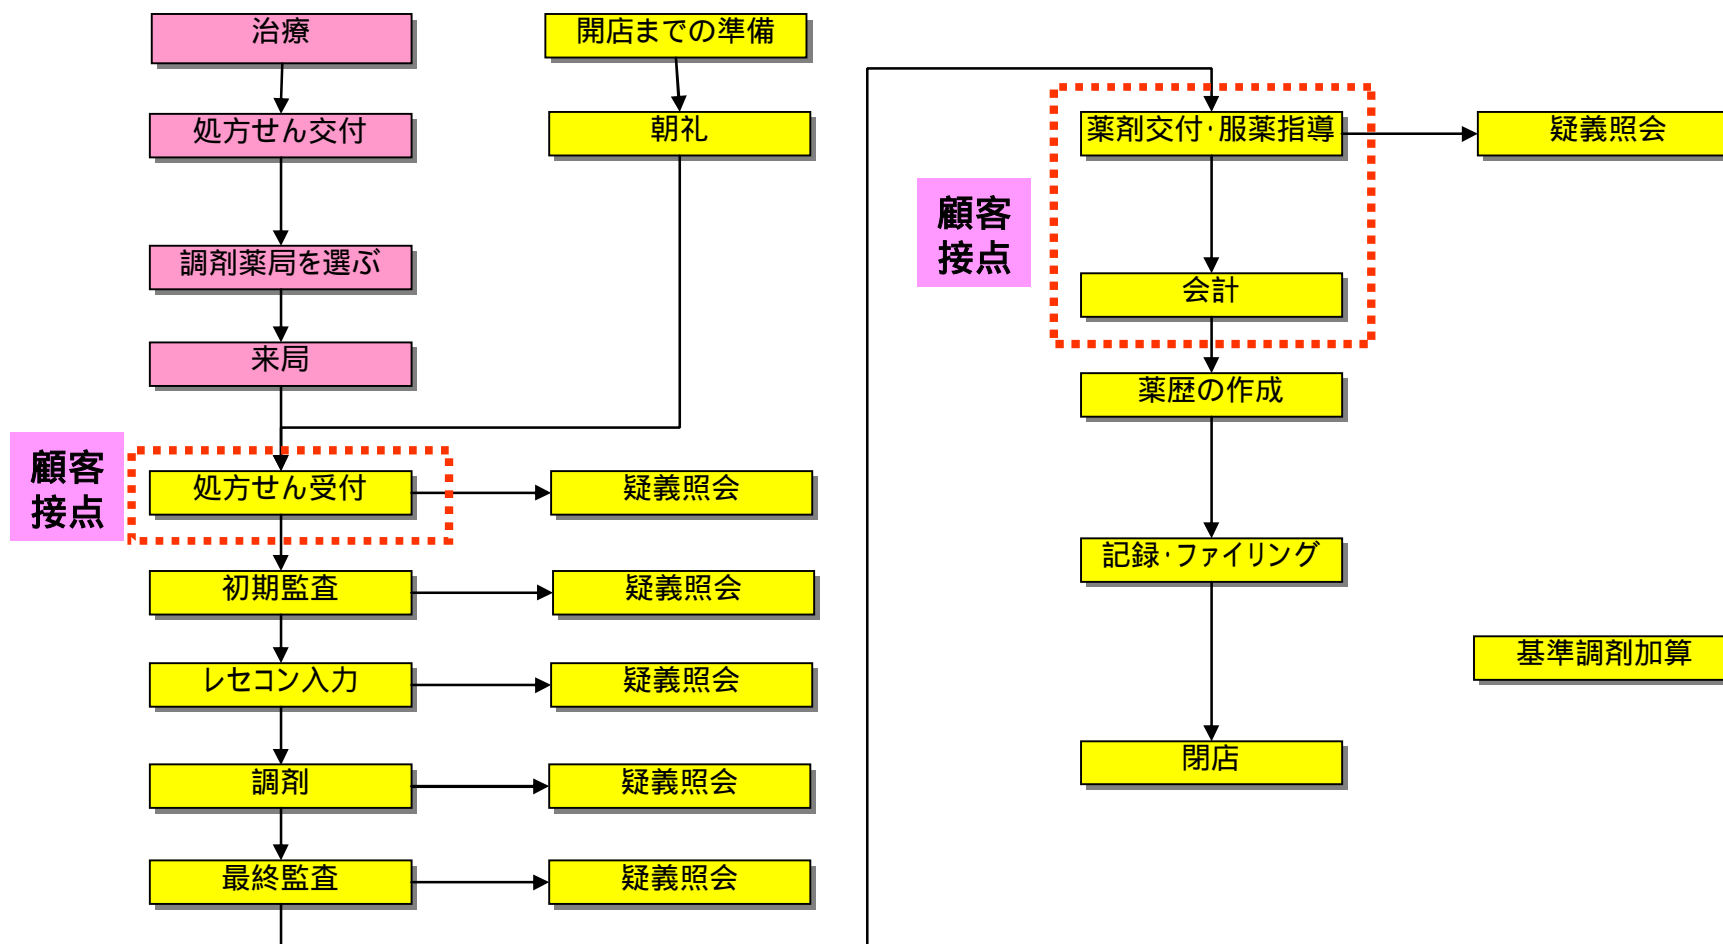 治療
処方せん交付
調剤薬局を選ぶ
来局
開店までの準備
朝礼
顧客
接点
処方せん受付
疑義照会
初期監査
疑義照会
レセコン入力
疑義照会
調剤
疑義照会
最終監査
疑義照会
薬剤交付・服薬指導
疑義照会
顧客
接点
会計
薬歴の作成
記録・ファイリング
基準調剤加算
閉店